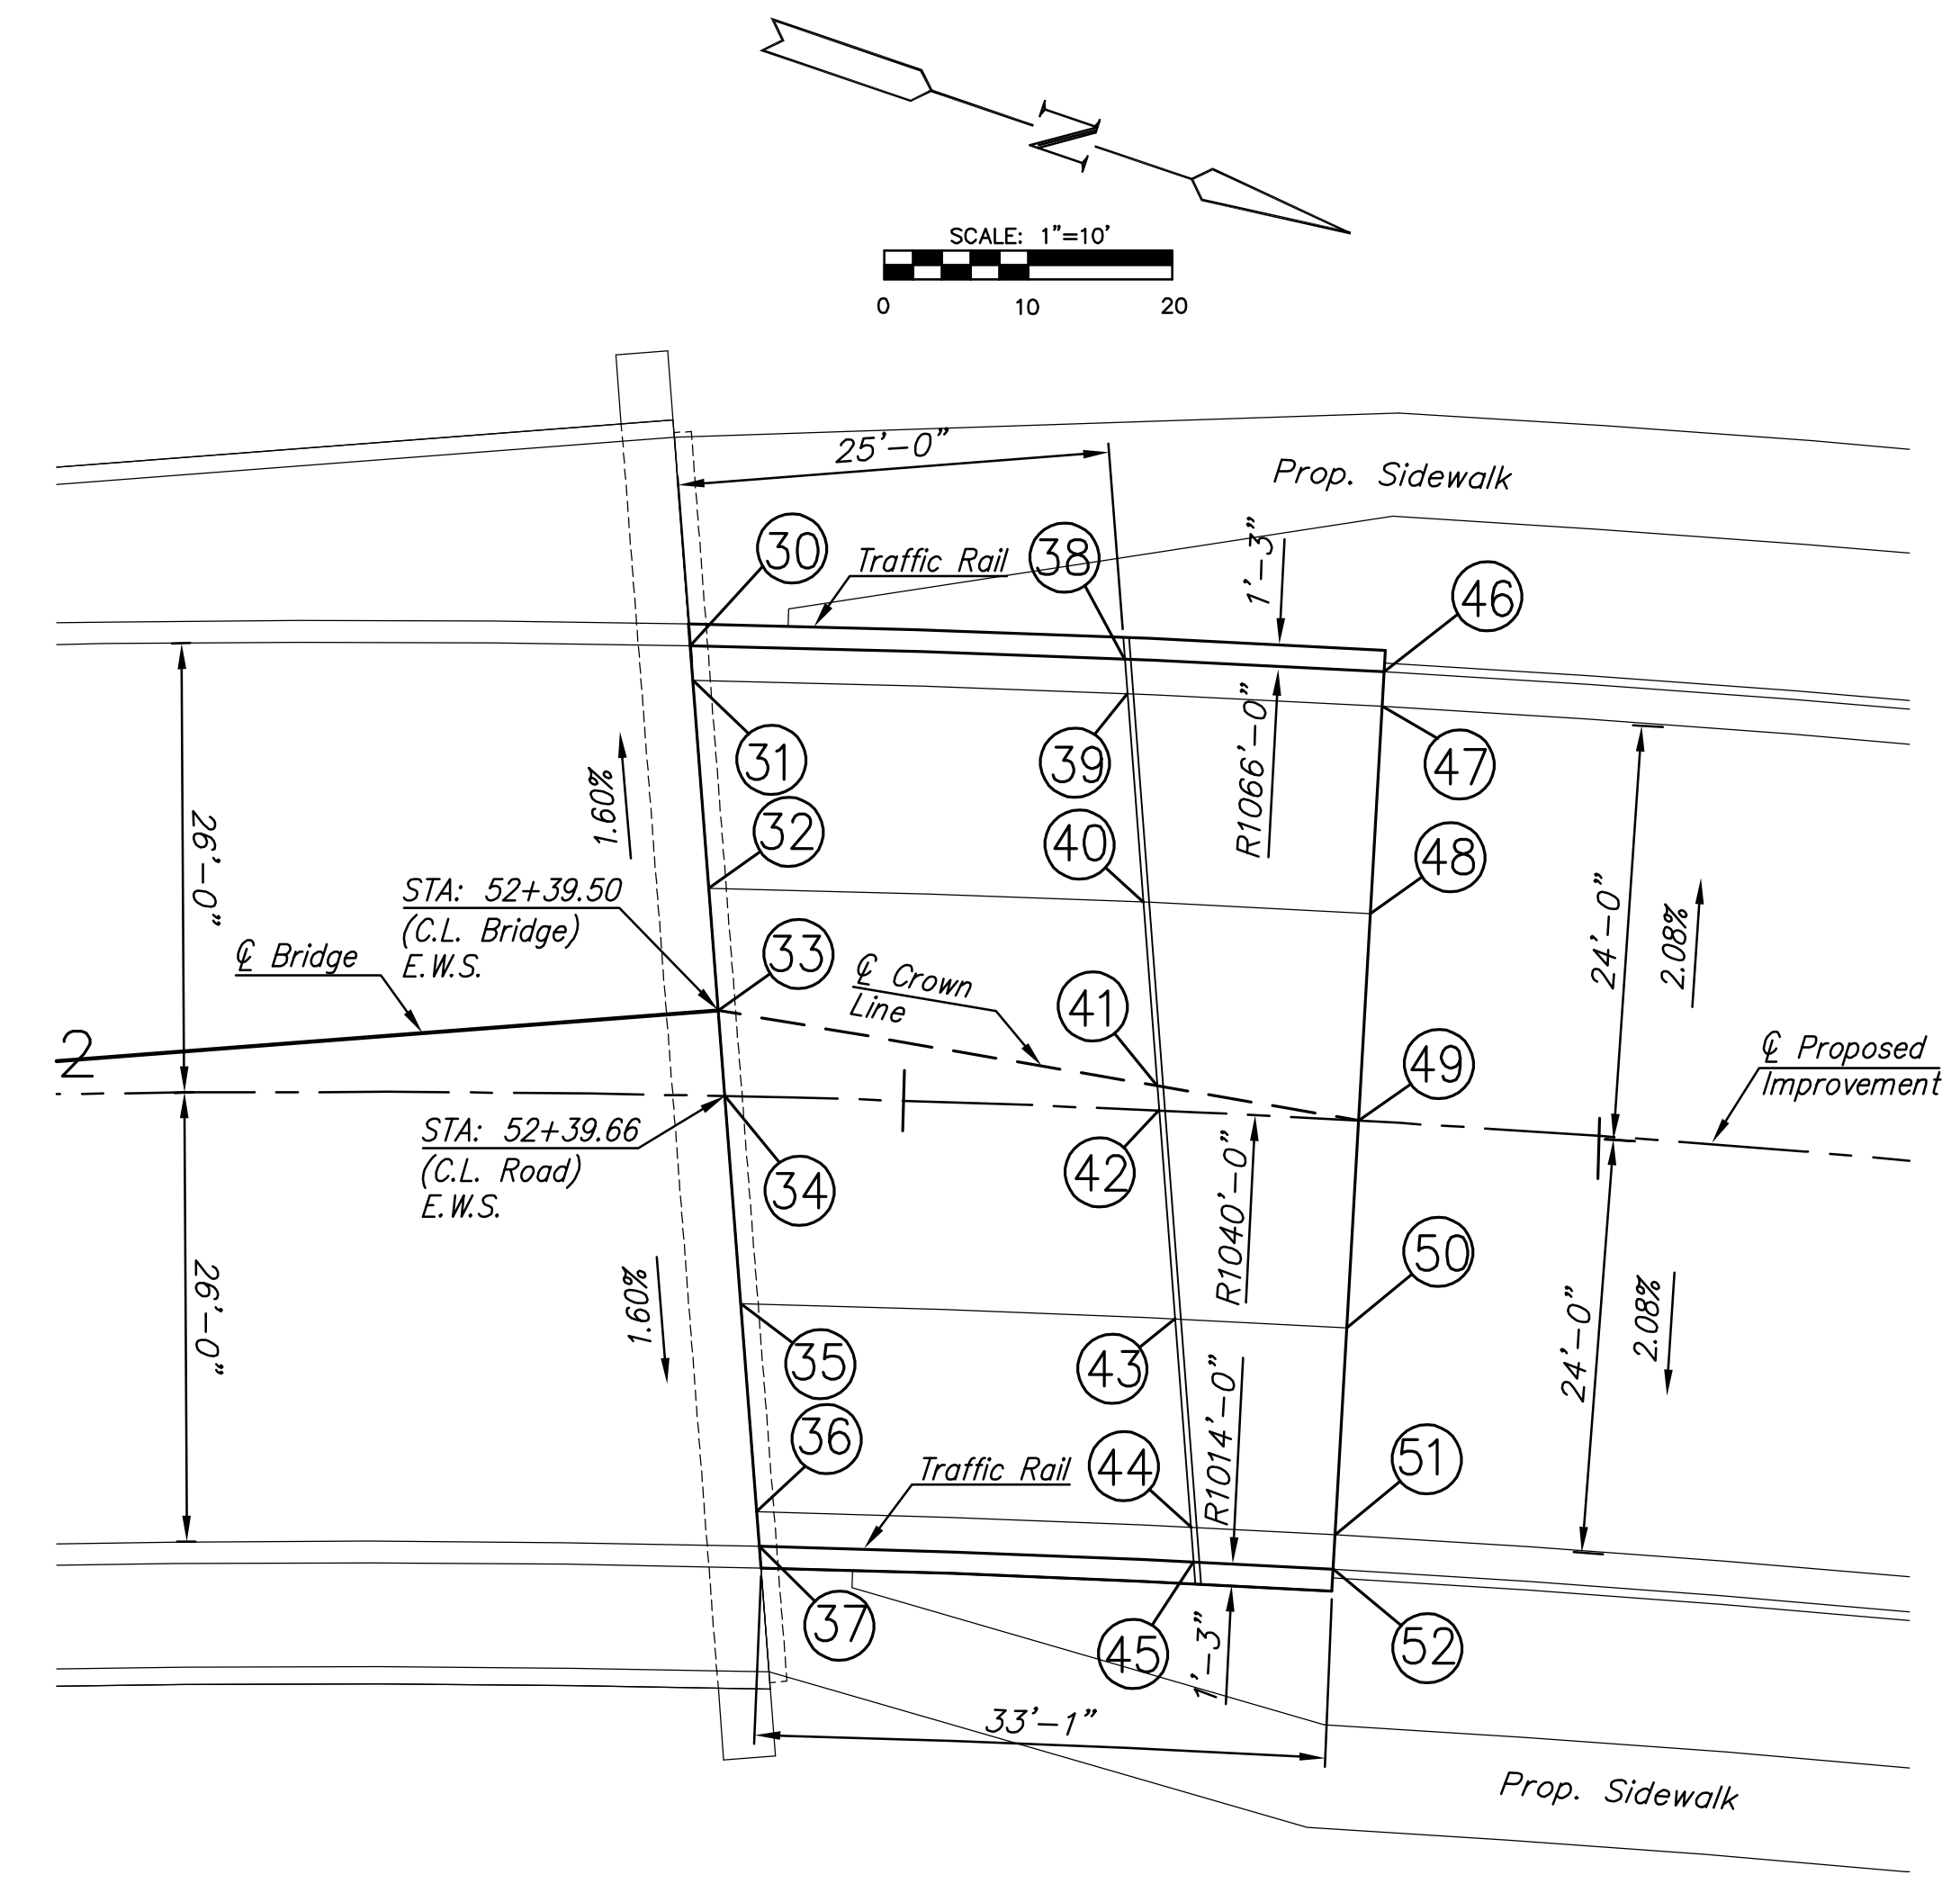 N
SCALE: 1"=10'
0 10 20
25'-0"
Prop. Sidewalk
1'-3"
30
Traffic Rail
38
46
R1066'-0"
31
39
47
32
40
48
1.60%
26'-0"
24'-0"
2.08%
STA: 52+39.50
(C.L. Bridge)
E.W.S.
℄ Bridge
33
℄ Crown
Line
41
2
49
℄ Proposed
Improvement
STA: 52+39.66
(C.L. Road)
E.W.S.
34
42
R1040'-0"
50
26'-0"
1.60%
24'-0"
2.08%
35
43
R1014'-0"
36
Traffic Rail
44
51
37
45
1'-3"
52
33'-1"
Prop. Sidewalk